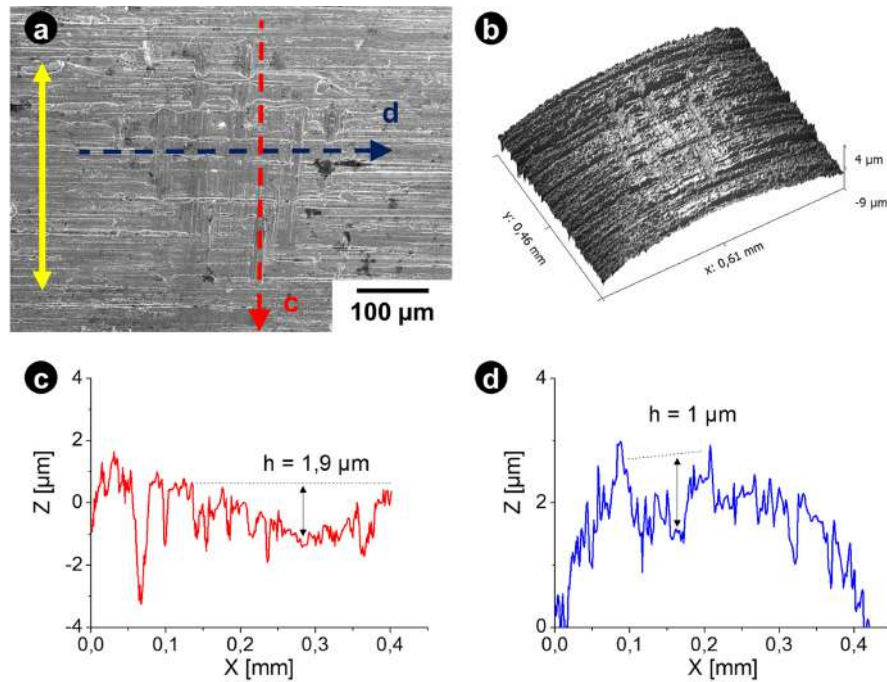 a
d
c
100 µm
b
4 µm
-9 µm
y: 0,46 mm
x: 0,61 mm
c
4
2
0
-2
-4
Z [µm]
h = 1,9 µm
0,0 0,1 0,2 0,3 0,4
X [mm]
d
4
2
0
Z [µm]
h = 1 µm
0,0 0,1 0,2 0,3 0,4
X [mm]